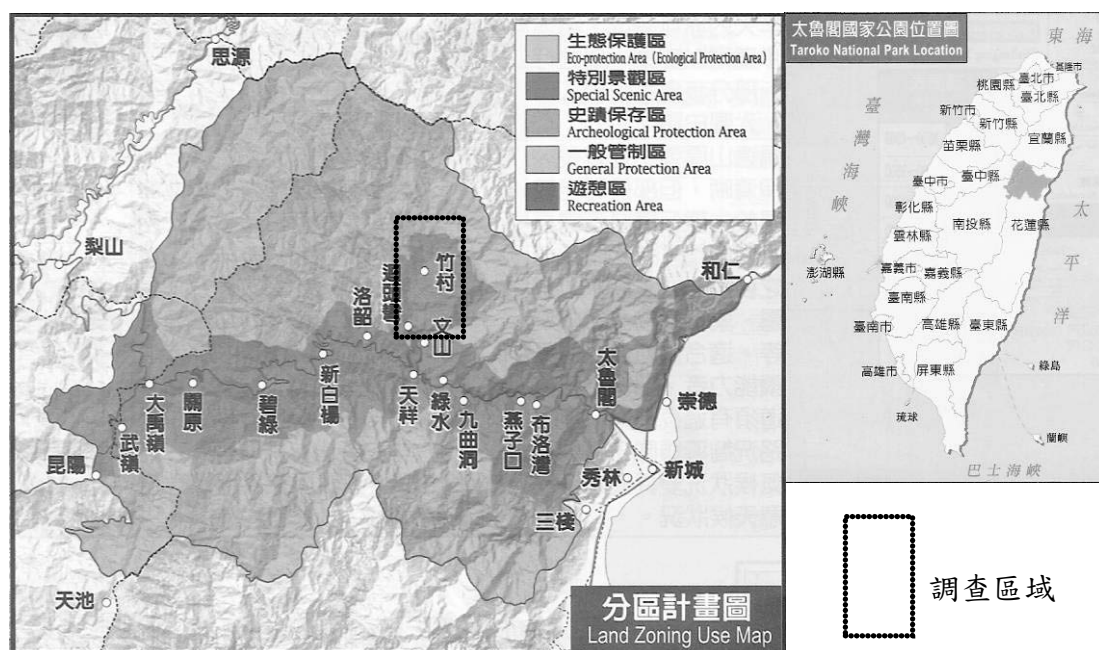 生態保護區
Eco-protection Area (Ecological Protection Area)
特別景觀區
Special Scenic Area
史蹟保存區
Archeological Protection Area
一般管制區
General Protection Area
遊憩區
Recreation Area
思源
梨山
竹村
迴頭彎
文山
洛韶
和仁
太魯閣
新白楊
大禹嶺
關原
碧綠
武嶺
昆陽
天祥
綠水
九曲洞
燕子口
布洛灣
崇德
新城
秀林
三棧
天池
分區計畫圖
Land Zoning Use Map
太魯閣國家公園位置圖
Taroko National Park Location
東海
基隆市
臺北市
桃園縣
臺北縣
新竹市
新竹縣
宜蘭縣
苗栗縣
臺灣海峽
臺中市
臺中縣
彰化縣
南投縣
花蓮縣
太平洋
雲林縣
澎湖縣
嘉義市
嘉義縣
臺南縣
臺南市
高雄縣
臺東縣
高雄市
屏東縣
綠島
琉球
蘭嶼
巴士海峽
調查區域